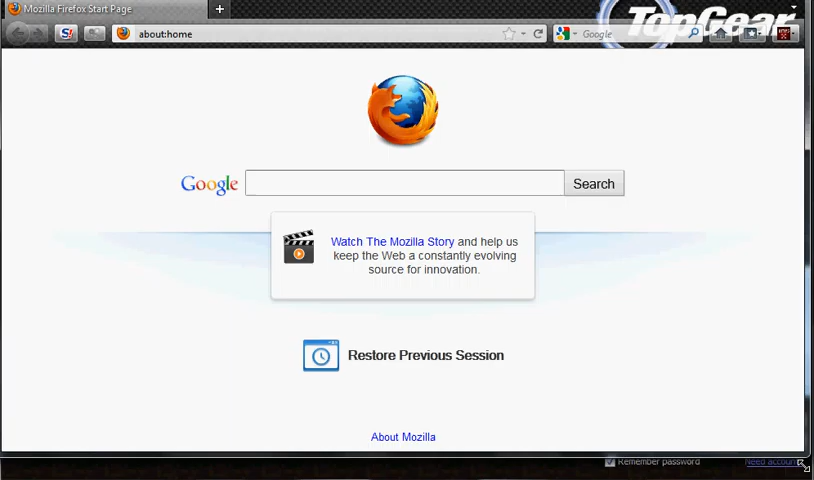 Mozilla Firefox Start Page
TopGear
about:home
Google
Google
Search
Watch The Mozilla Story and help us
keep the Web a constantly evolving
source for innovation.
Restore Previous Session
About Mozilla
Remember password
Need account